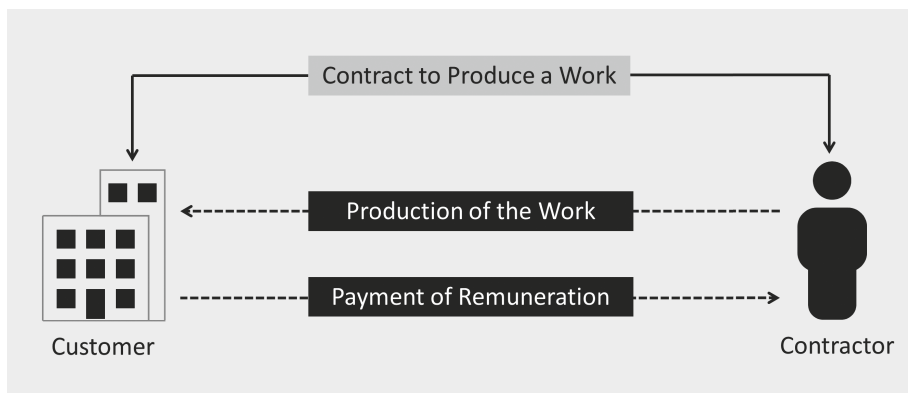 Contract to Produce a Work
Production of the Work
Payment of Remuneration
Customer
Contractor